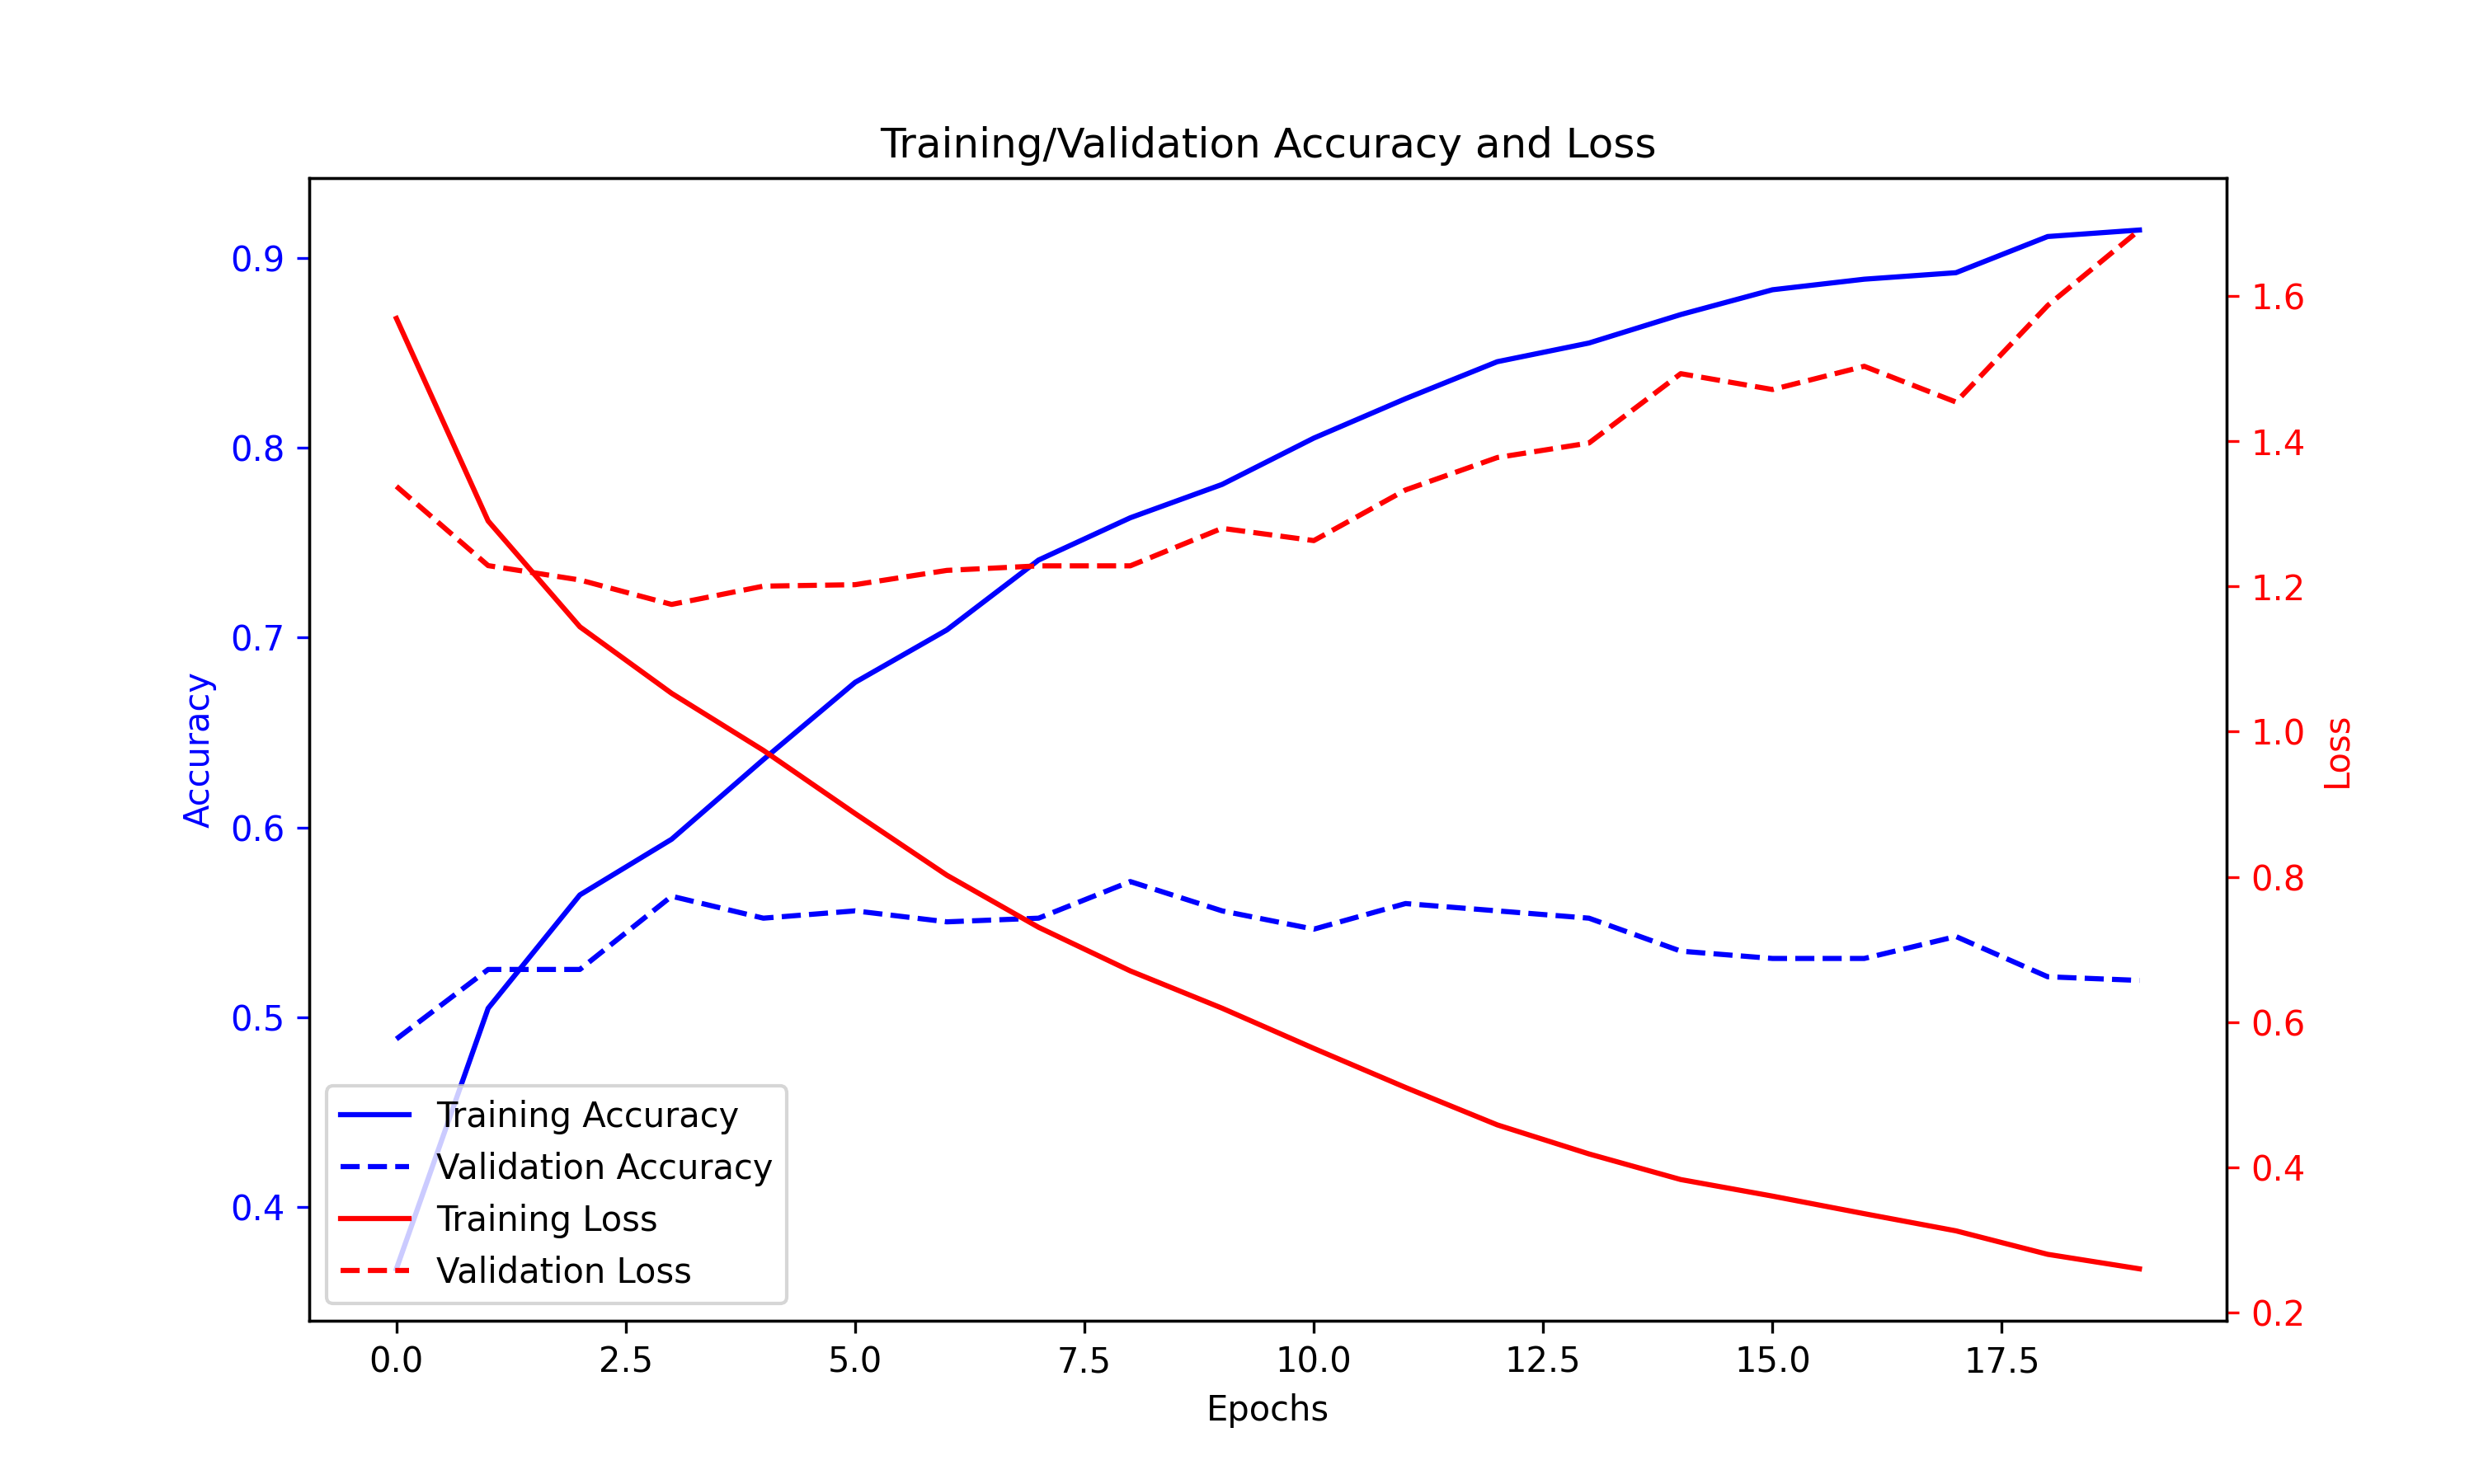 Training/Validation Accuracy and Loss
0.9
0.8
0.7
0.6
0.5
0.4
Accuracy
1.6
1.4
1.2
1.0
0.8
0.6
0.4
0.2
Loss
Training Accuracy
Validation Accuracy
Training Loss
Validation Loss
0.0 2.5 5.0 7.5 10.0 12.5 15.0 17.5
Epochs